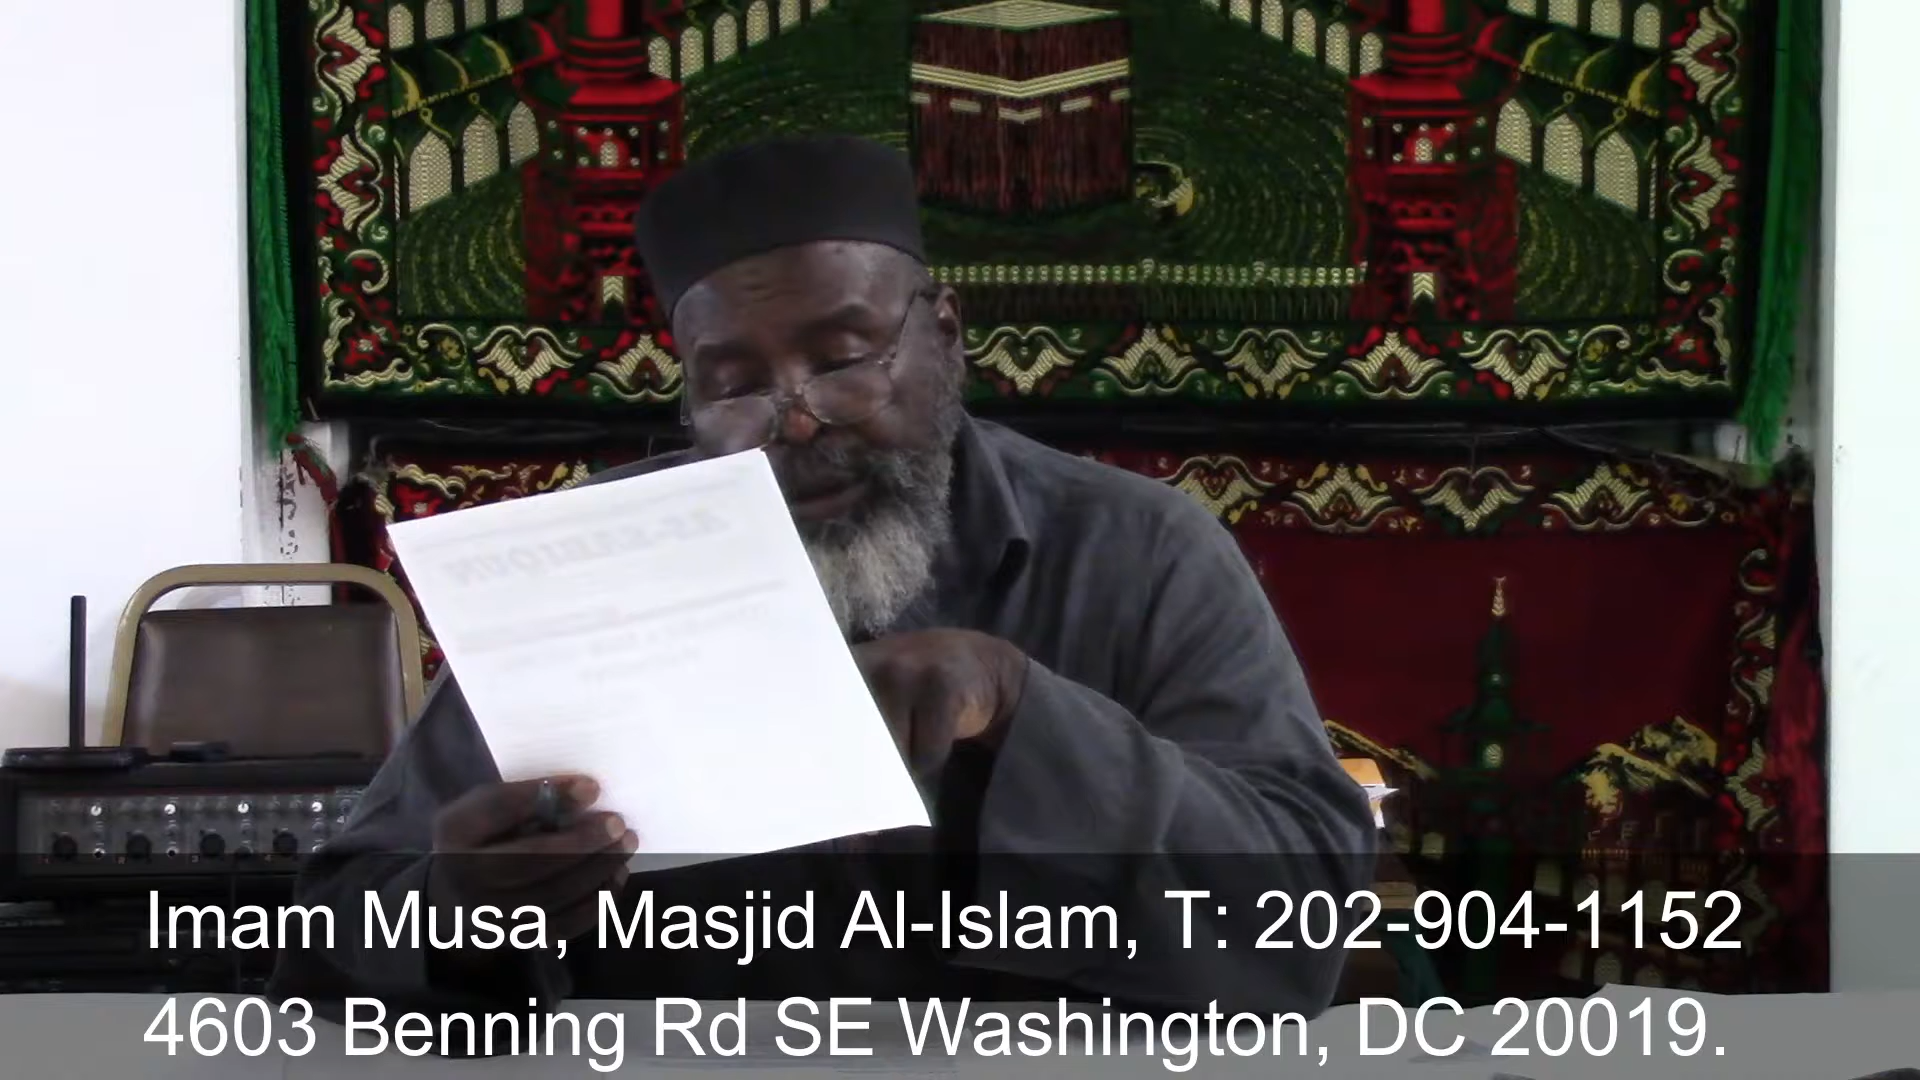 Imam Musa, Masjid Al-Islam, T: 202-904-1152
4603 Benning Rd SE Washington, DC 20019.